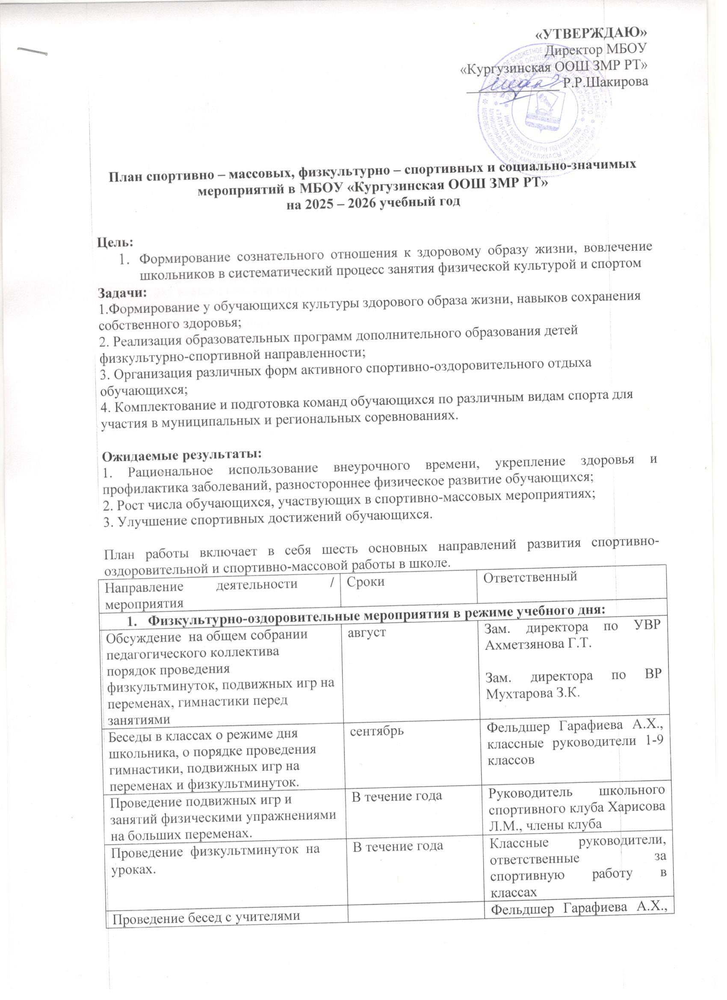 «УТВЕРЖДАЮ»
Директор МБОУ
«Кургузинская ООШ ЗМР РТ»
Р.Р.Шакирова
План спортивно – массовых, физкультурно – спортивных и социально-значимых
мероприятий в МБОУ «Кургузинская ООШ ЗМР РТ»
на 2025 – 2026 учебный год
Цель:
1. Формирование сознательного отношения к здоровому образу жизни, вовлечение
школьников в систематический процесс занятия физической культурой и спортом
Задачи:
1.Формирование у обучающихся культуры здорового образа жизни, навыков сохранения
собственного здоровья;
2. Реализация образовательных программ дополнительного образования детей
физкультурно-спортивной направленности;
3. Организация различных форм активного спортивно-оздоровительного отдыха
обучающихся;
4. Комплектование и подготовка команд обучающихся по различным видам спорта для
участия в муниципальных и региональных соревнованиях.
Ожидаемые результаты:
1. Рациональное использование внеурочного времени, укрепление здоровья и
профилактика заболеваний, разностороннее физическое развитие обучающихся;
2. Рост числа обучающихся, участвующих в спортивно-массовых мероприятиях;
3. Улучшение спортивных достижений обучающихся.
План работы включает в себя шесть основных направлений развития спортивно-
оздоровительной и спортивно-массовой работы в школе.
Направление деятельности /
мероприятия
Сроки
Ответственный
1. Физкультурно-оздоровительные мероприятия в режиме учебного дня:
Обсуждение на общем собрании
педагогического коллектива
порядок проведения
физкультминуток, подвижных игр на
переменах, гимнастики перед
занятиями
август
Зам. директора по УВР
Ахметзянова Г.Т.
Зам. директора по ВР
Мухтарова З.К.
Беседы в классах о режиме дня
школьника, о порядке проведения
гимнастики, подвижных игр на
переменах и физкультминуток.
сентябрь
Фельдшер Гарафиева А.Х.,
классные руководители 1-9
классов
Проведение подвижных игр и
занятий физическими упражнениями
на больших переменах.
В течение года
Руководитель школьного
спортивного клуба Харисова
Л.М., члены клуба
Проведение физкультминуток на
уроках.
В течение года
Классные руководители,
ответственные за
спортивную работу в
классах
Проведение бесед с учителями
Фельдшер Гарафиева А.Х.,